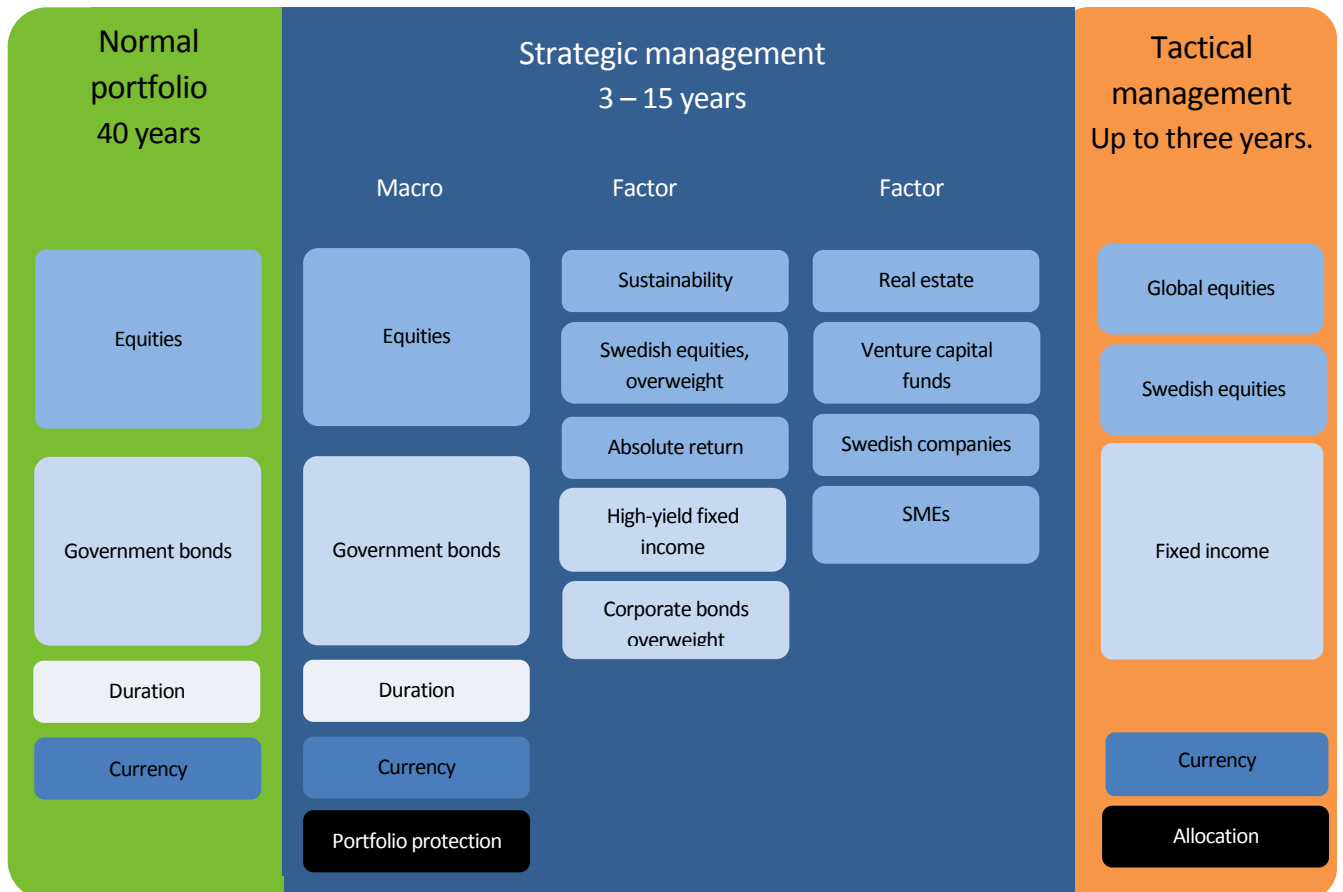 Normal
portfolio
40 years
Strategic management
3 – 15 years
Tactical
management
Up to three years.
Macro
Factor
Factor
Equities
Government bonds
Duration
Currency
Equities
Government bonds
Duration
Currency
Portfolio protection
Sustainability
Swedish equities,
overweight
Absolute return
High-yield fixed
income
Corporate bonds
overweight
Real estate
Venture capital
funds
Swedish companies
SMEs
Global equities
Swedish equities
Fixed income
Currency
Allocation